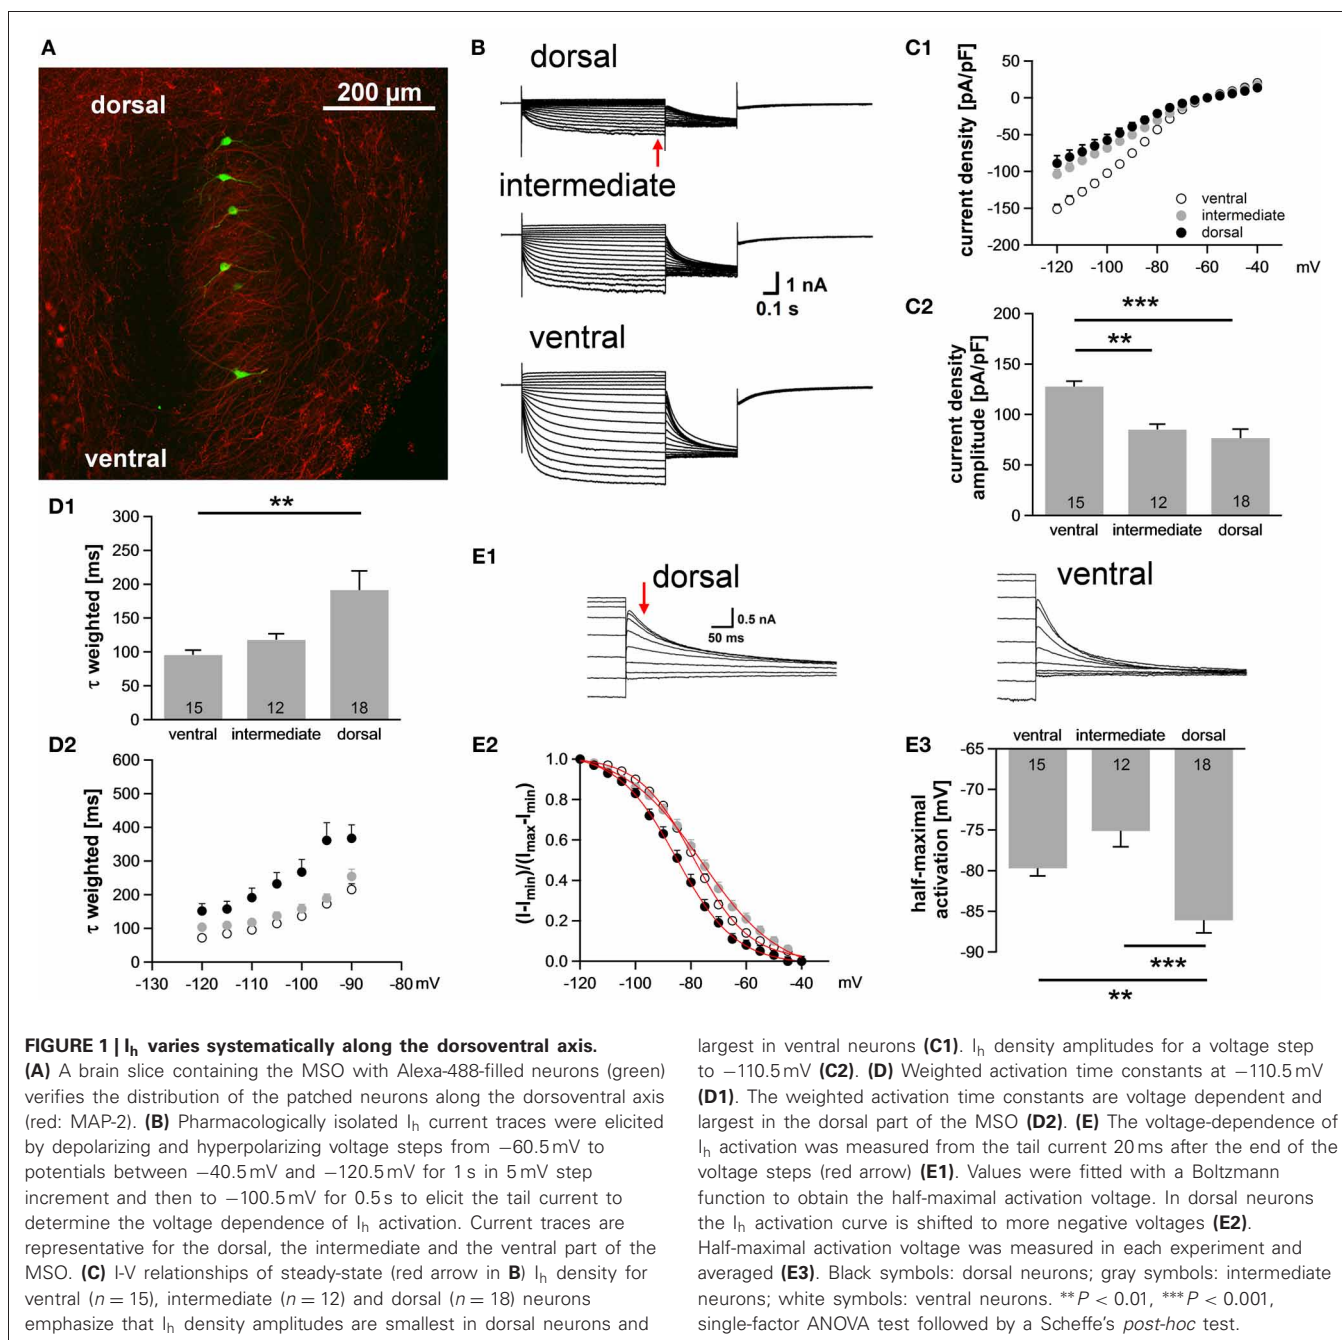 A
dorsal
200 µm
ventral
B
dorsal
intermediate
1 nA
0.1 s
ventral
C1
current density [pA/pF]
0
-50
-100
-150
-200
ventral
intermediate
dorsal
-120 -100 -80 -60 -40 mV
C2
current density
amplitude [pA/pF]
200
150
100
50
0
***
**
15 12 18
ventral intermediate dorsal
D1
τ weighted [ms]
300
250
200
150
100
50
0
**
15 12 18
ventral intermediate dorsal
D2
τ weighted [ms]
600
500
400
300
200
100
0
-130 -120 -110 -100 -90 -80 mV
E1
dorsal
0.5 nA
50 ms
ventral
E2
(I-Imin)/(Imax-Imin)
1.0
0.8
0.6
0.4
0.2
0.0
-120 -100 -80 -60 -40 mV
E3
half-maximal
activation [mV]
ventral intermediate dorsal
-65
-70
-75
-80
-85
-90
15 12 18
***
**
FIGURE 1 | Ih varies systematically along the dorsoventral axis.
(A) A brain slice containing the MSO with Alexa-488-filled neurons (green)
verifies the distribution of the patched neurons along the dorsoventral axis
(red: MAP-2). (B) Pharmacologically isolated Ih current traces were elicited
by depolarizing and hyperpolarizing voltage steps from −60.5 mV to
potentials between −40.5 mV and −120.5 mV for 1 s in 5 mV step
increment and then to −100.5 mV for 0.5 s to elicit the tail current to
determine the voltage dependence of Ih activation. Current traces are
representative for the dorsal, the intermediate and the ventral part of the
MSO. (C) I-V relationships of steady-state (red arrow in B) Ih density for
ventral (n = 15), intermediate (n = 12) and dorsal (n = 18) neurons
emphasize that Ih density amplitudes are smallest in dorsal neurons and
largest in ventral neurons (C1). Ih density amplitudes for a voltage step
to −110.5 mV (C2). (D) Weighted activation time constants at −110.5 mV
(D1). The weighted activation time constants are voltage dependent and
largest in the dorsal part of the MSO (D2). (E) The voltage-dependence of
Ih activation was measured from the tail current 20 ms after the end of the
voltage steps (red arrow) (E1). Values were fitted with a Boltzmann
function to obtain the half-maximal activation voltage. In dorsal neurons
the Ih activation curve is shifted to more negative voltages (E2).
Half-maximal activation voltage was measured in each experiment and
averaged (E3). Black symbols: dorsal neurons; gray symbols: intermediate
neurons; white symbols: ventral neurons. **P < 0.01, ***P < 0.001,
single-factor ANOVA test followed by a Scheffe's post-hoc test.